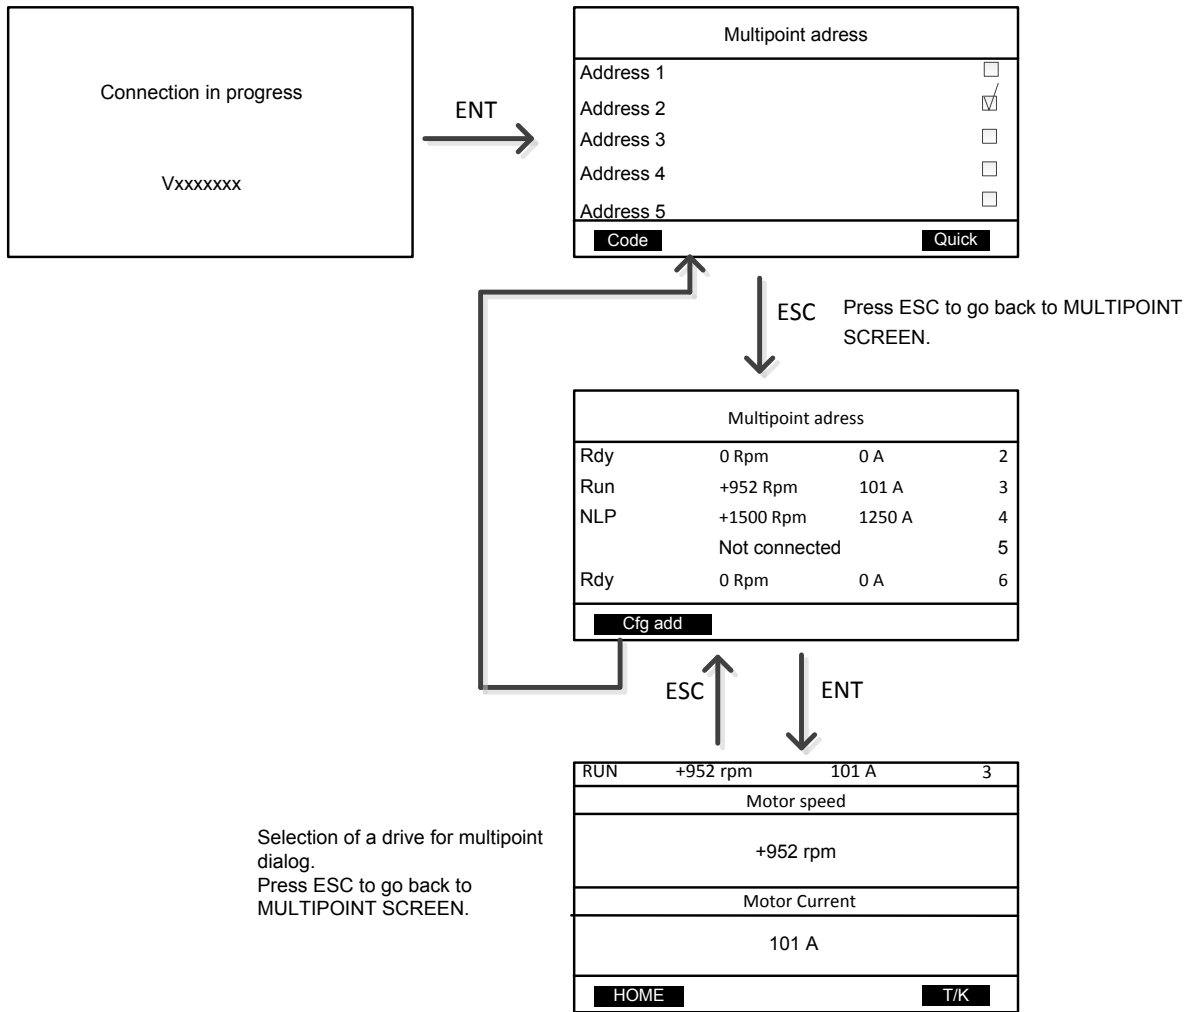 Connection in progress
Vxxxxxxx
ENT
Multipoint adress
Address 1
Address 2
Address 3
Address 4
Address 5
Code Quick
ESC
Press ESC to go back to MULTIPOINT
SCREEN.
Multipoint adress
Rdy 0 Rpm 0 A 2
Run +952 Rpm 101 A 3
NLP +1500 Rpm 1250 A 4
Not connected 5
Rdy 0 Rpm 0 A 6
Cfg add
ESC ENT
RUN +952 rpm 101 A 3
Motor speed
+952 rpm
Motor Current
101 A
HOME T/K
Selection of a drive for multipoint
dialog.
Press ESC to go back to
MULTIPOINT SCREEN.